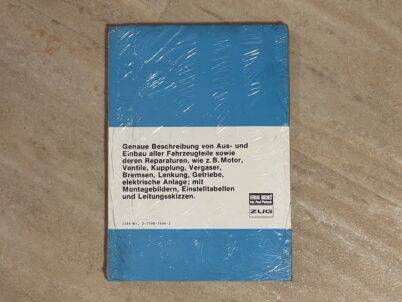 Genaue Beschreibung von Aus- und
Einbau aller Fahrzeugteile sowie
deren Reparaturen, wie z.B. Motor,
Ventile, Kupplung, Vergaser,
Bremsen, Lenkung, Getriebe,
elektrische Anlage; mit
Montagebildern, Einstelltabellen
und Leitungsskizzen.
ZUG